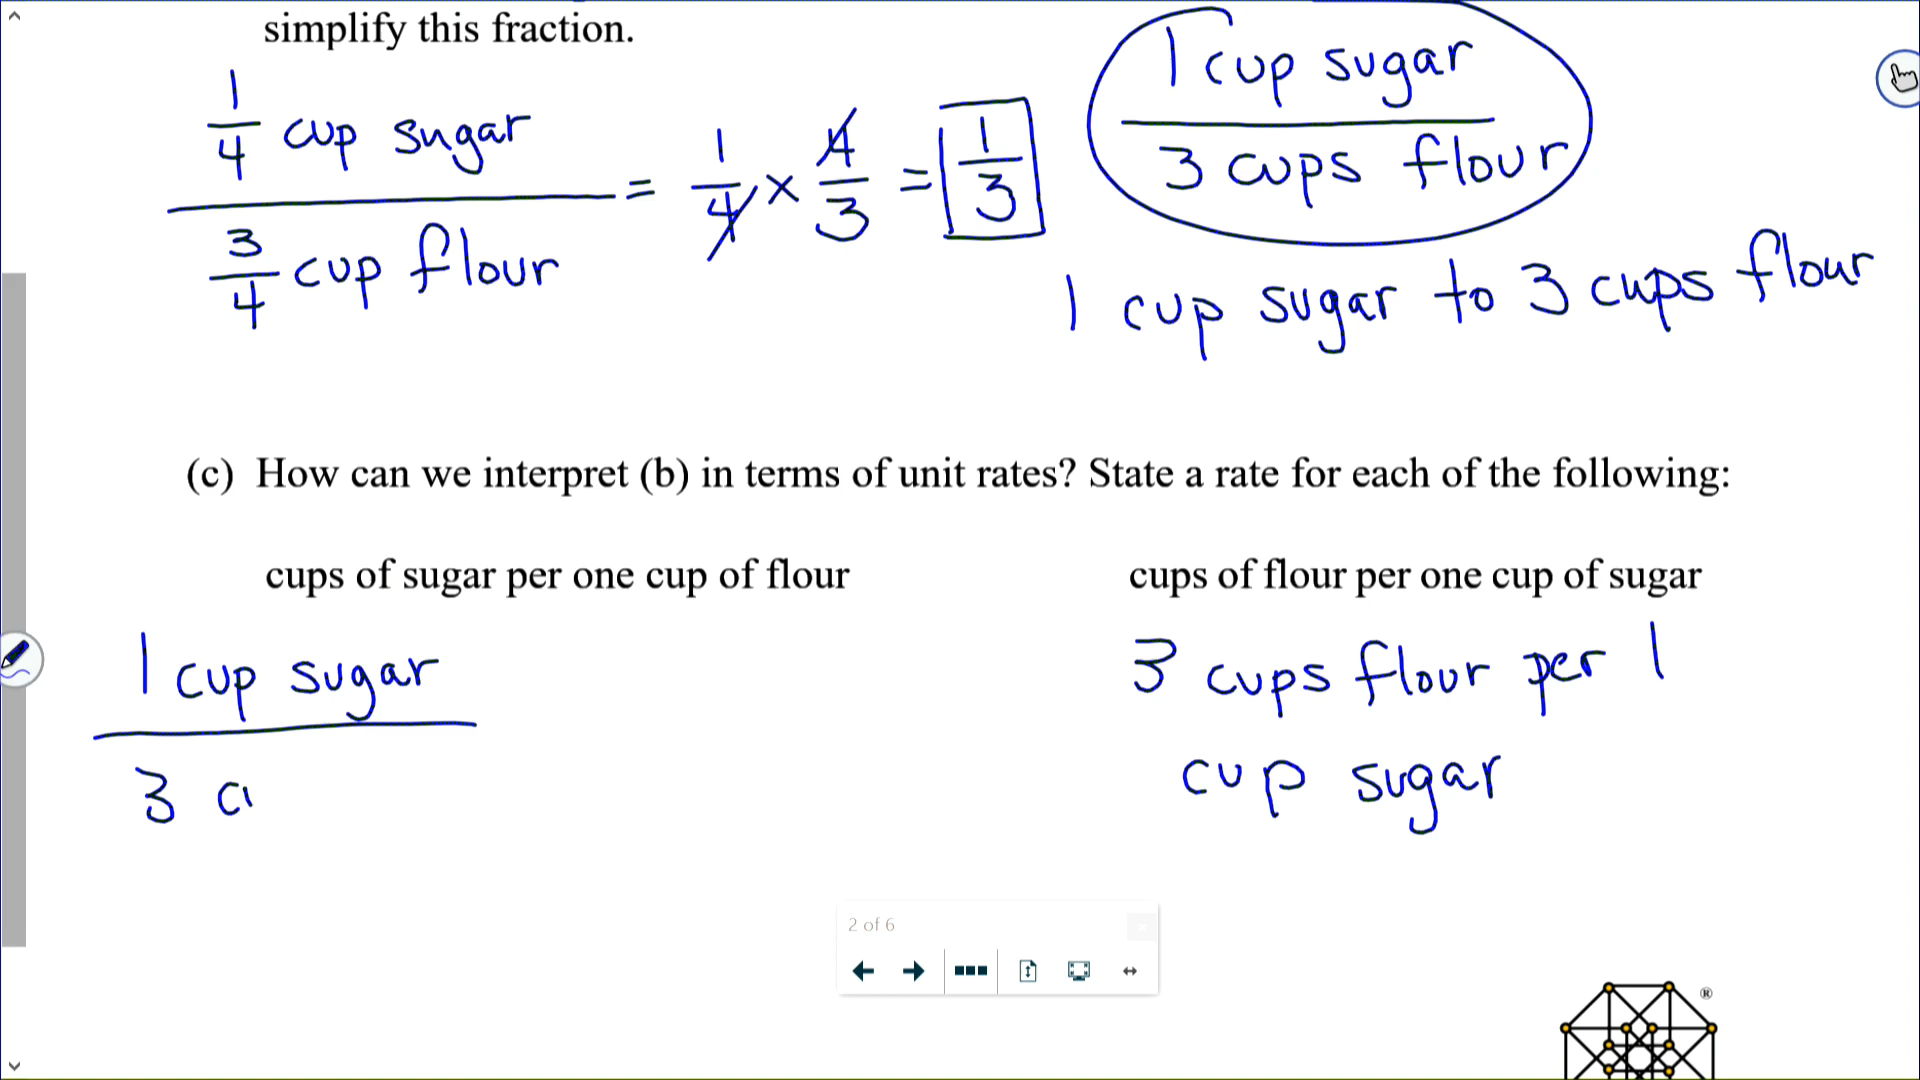 simplify this fraction.
1/4 cup sugar
3/4 cup flour
= 1/4 × 4/3 = 1/3
1 cup sugar
3 cups flour
1 cup sugar to 3 cups flour
(c) How can we interpret (b) in terms of unit rates? State a rate for each of the following:
cups of sugar per one cup of flour
cups of flour per one cup of sugar
1 cup sugar
3 cu
3 cups flour per 1
cup sugar
2 of 6
®